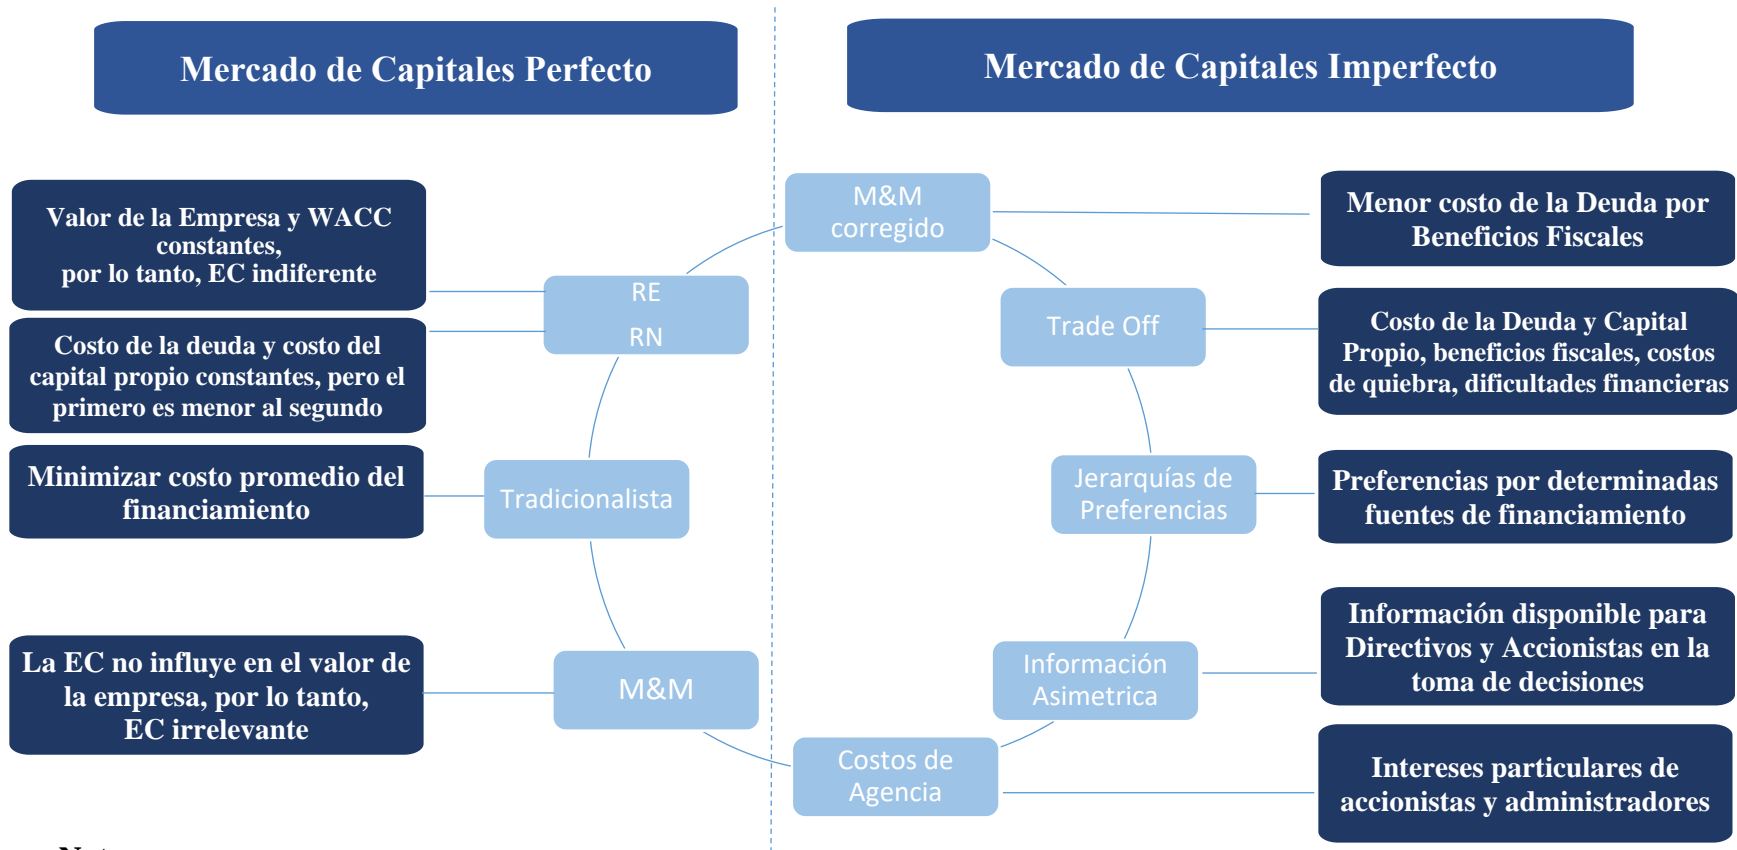 Mercado de Capitales Perfecto
Mercado de Capitales Imperfecto
Valor de la Empresa y WACC
constantes,
por lo tanto, EC indiferente
Costo de la deuda y costo del
capital propio constantes, pero el
primero es menor al segundo
Minimizar costo promedio del
financiamiento
La EC no influye en el valor de
la empresa, por lo tanto,
EC irrelevante
RE
RN
Tradicionalista
M&M
M&M
corregido
Trade Off
Jerarquías de
Preferencias
Información
Asimetrica
Costos de
Agencia
Menor costo de la Deuda por
Beneficios Fiscales
Costo de la Deuda y Capital
Propio, beneficios fiscales, costos
de quiebra, dificultades financieras
Preferencias por determinadas
fuentes de financiamiento
Información disponible para
Directivos y Accionistas en la
toma de decisiones
Intereses particulares de
accionistas y administradores